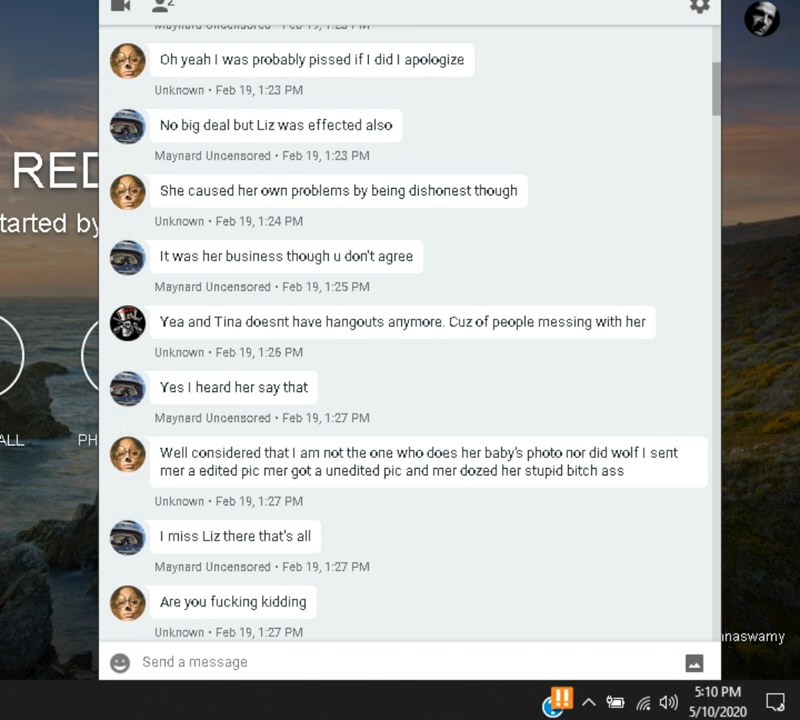 2
Maynard Uncensored • Feb 19, 1:23 PM
Oh yeah I was probably pissed if I did I apologize
Unknown • Feb 19, 1:23 PM
No big deal but Liz was effected also
Maynard Uncensored • Feb 19, 1:23 PM
RED
She caused her own problems by being dishonest though
tarted by
Unknown • Feb 19, 1:24 PM
It was her business though u don't agree
Maynard Uncensored • Feb 19, 1:25 PM
Yea and Tina doesnt have hangouts anymore. Cuz of people messing with her
Unknown • Feb 19, 1:26 PM
Yes I heard her say that
Maynard Uncensored • Feb 19, 1:27 PM
ALL
PH
Well considered that I am not the one who does her baby's photo nor did wolf I sent
mer a edited pic mer got a unedited pic and mer dozed her stupid bitch ass
Unknown • Feb 19, 1:27 PM
I miss Liz there that's all
Maynard Uncensored • Feb 19, 1:27 PM
Are you fucking kidding
Unknown • Feb 19, 1:27 PM
naswamy
Send a message
5:10 PM
5/10/2020